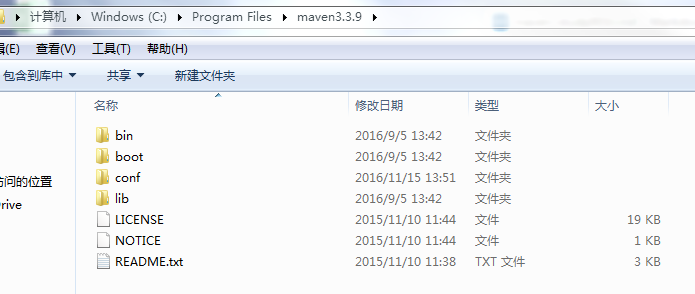 计算机 Windows (C:) Program Files maven3.3.9
辑(E) 查看(V) 工具(T) 帮助(H)
包含到库中 共享 新建文件夹
名称 修改日期 类型 大小
bin 2016/9/5 13:42 文件夹
boot 2016/9/5 13:42 文件夹
conf 2016/11/15 13:51 文件夹
访问的位置
lib 2016/9/5 13:42 文件夹
rive
LICENSE 2015/11/10 11:44 文件 19 KB
NOTICE 2015/11/10 11:44 文件 1 KB
README.txt 2015/11/10 11:38 TXT 文件 3 KB